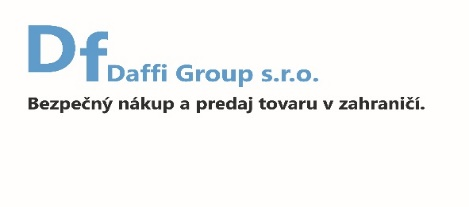 Df Daffi Group s.r.o.
Bezpečný nákup a predaj tovaru v zahraničí.